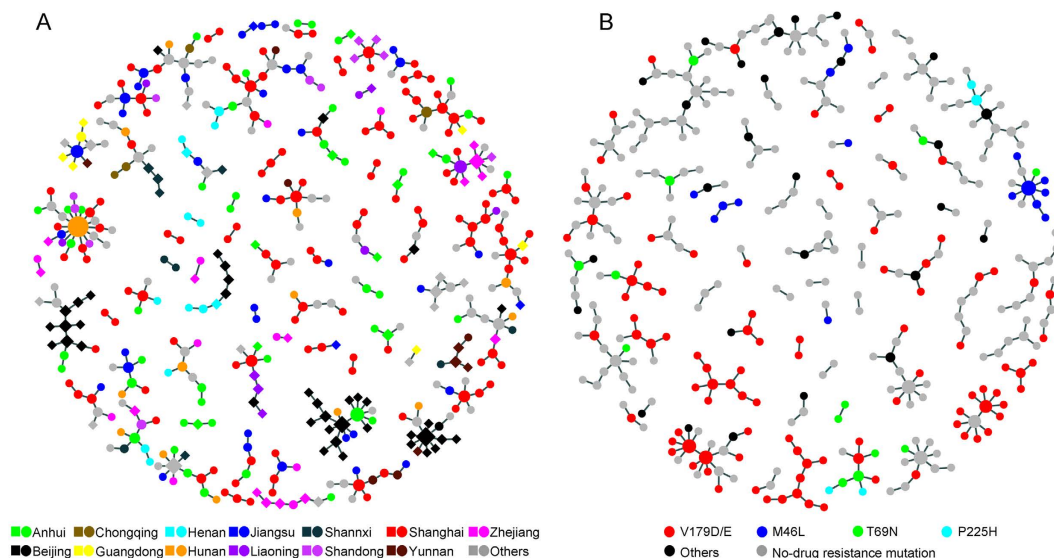 A
B
Anhui Chongqing Henan Jiangsu Shannxi Shanghai Zhejiang
Beijing Guangdong Hunan Liaoning Shandong Yunnan Others
V179D/E M46L T69N P225H
Others No-drug resistance mutation